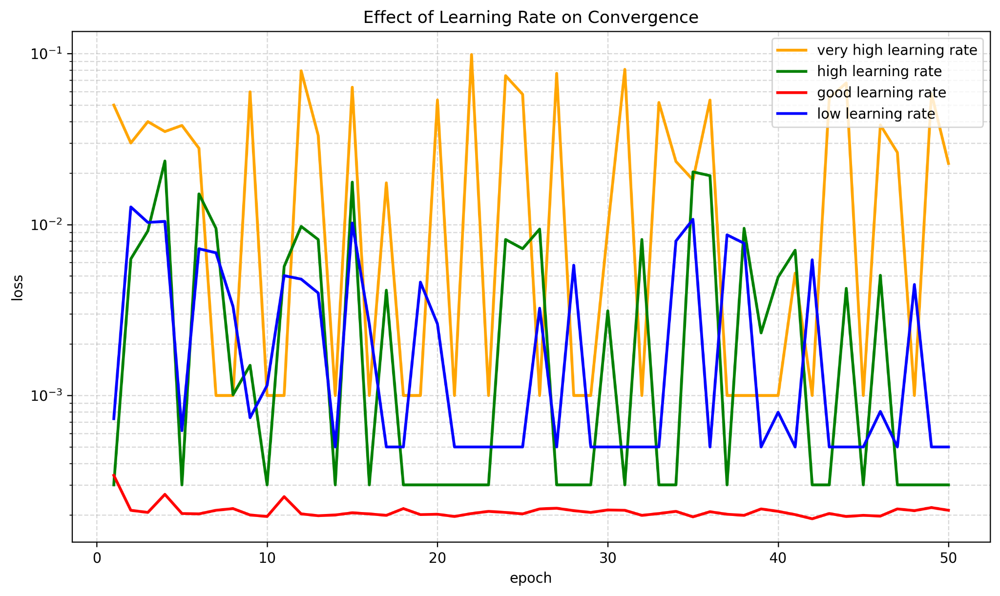 Effect of Learning Rate on Convergence
10⁻¹
10⁻²
10⁻³
loss
very high learning rate
high learning rate
good learning rate
low learning rate
0 10 20 30 40 50
epoch